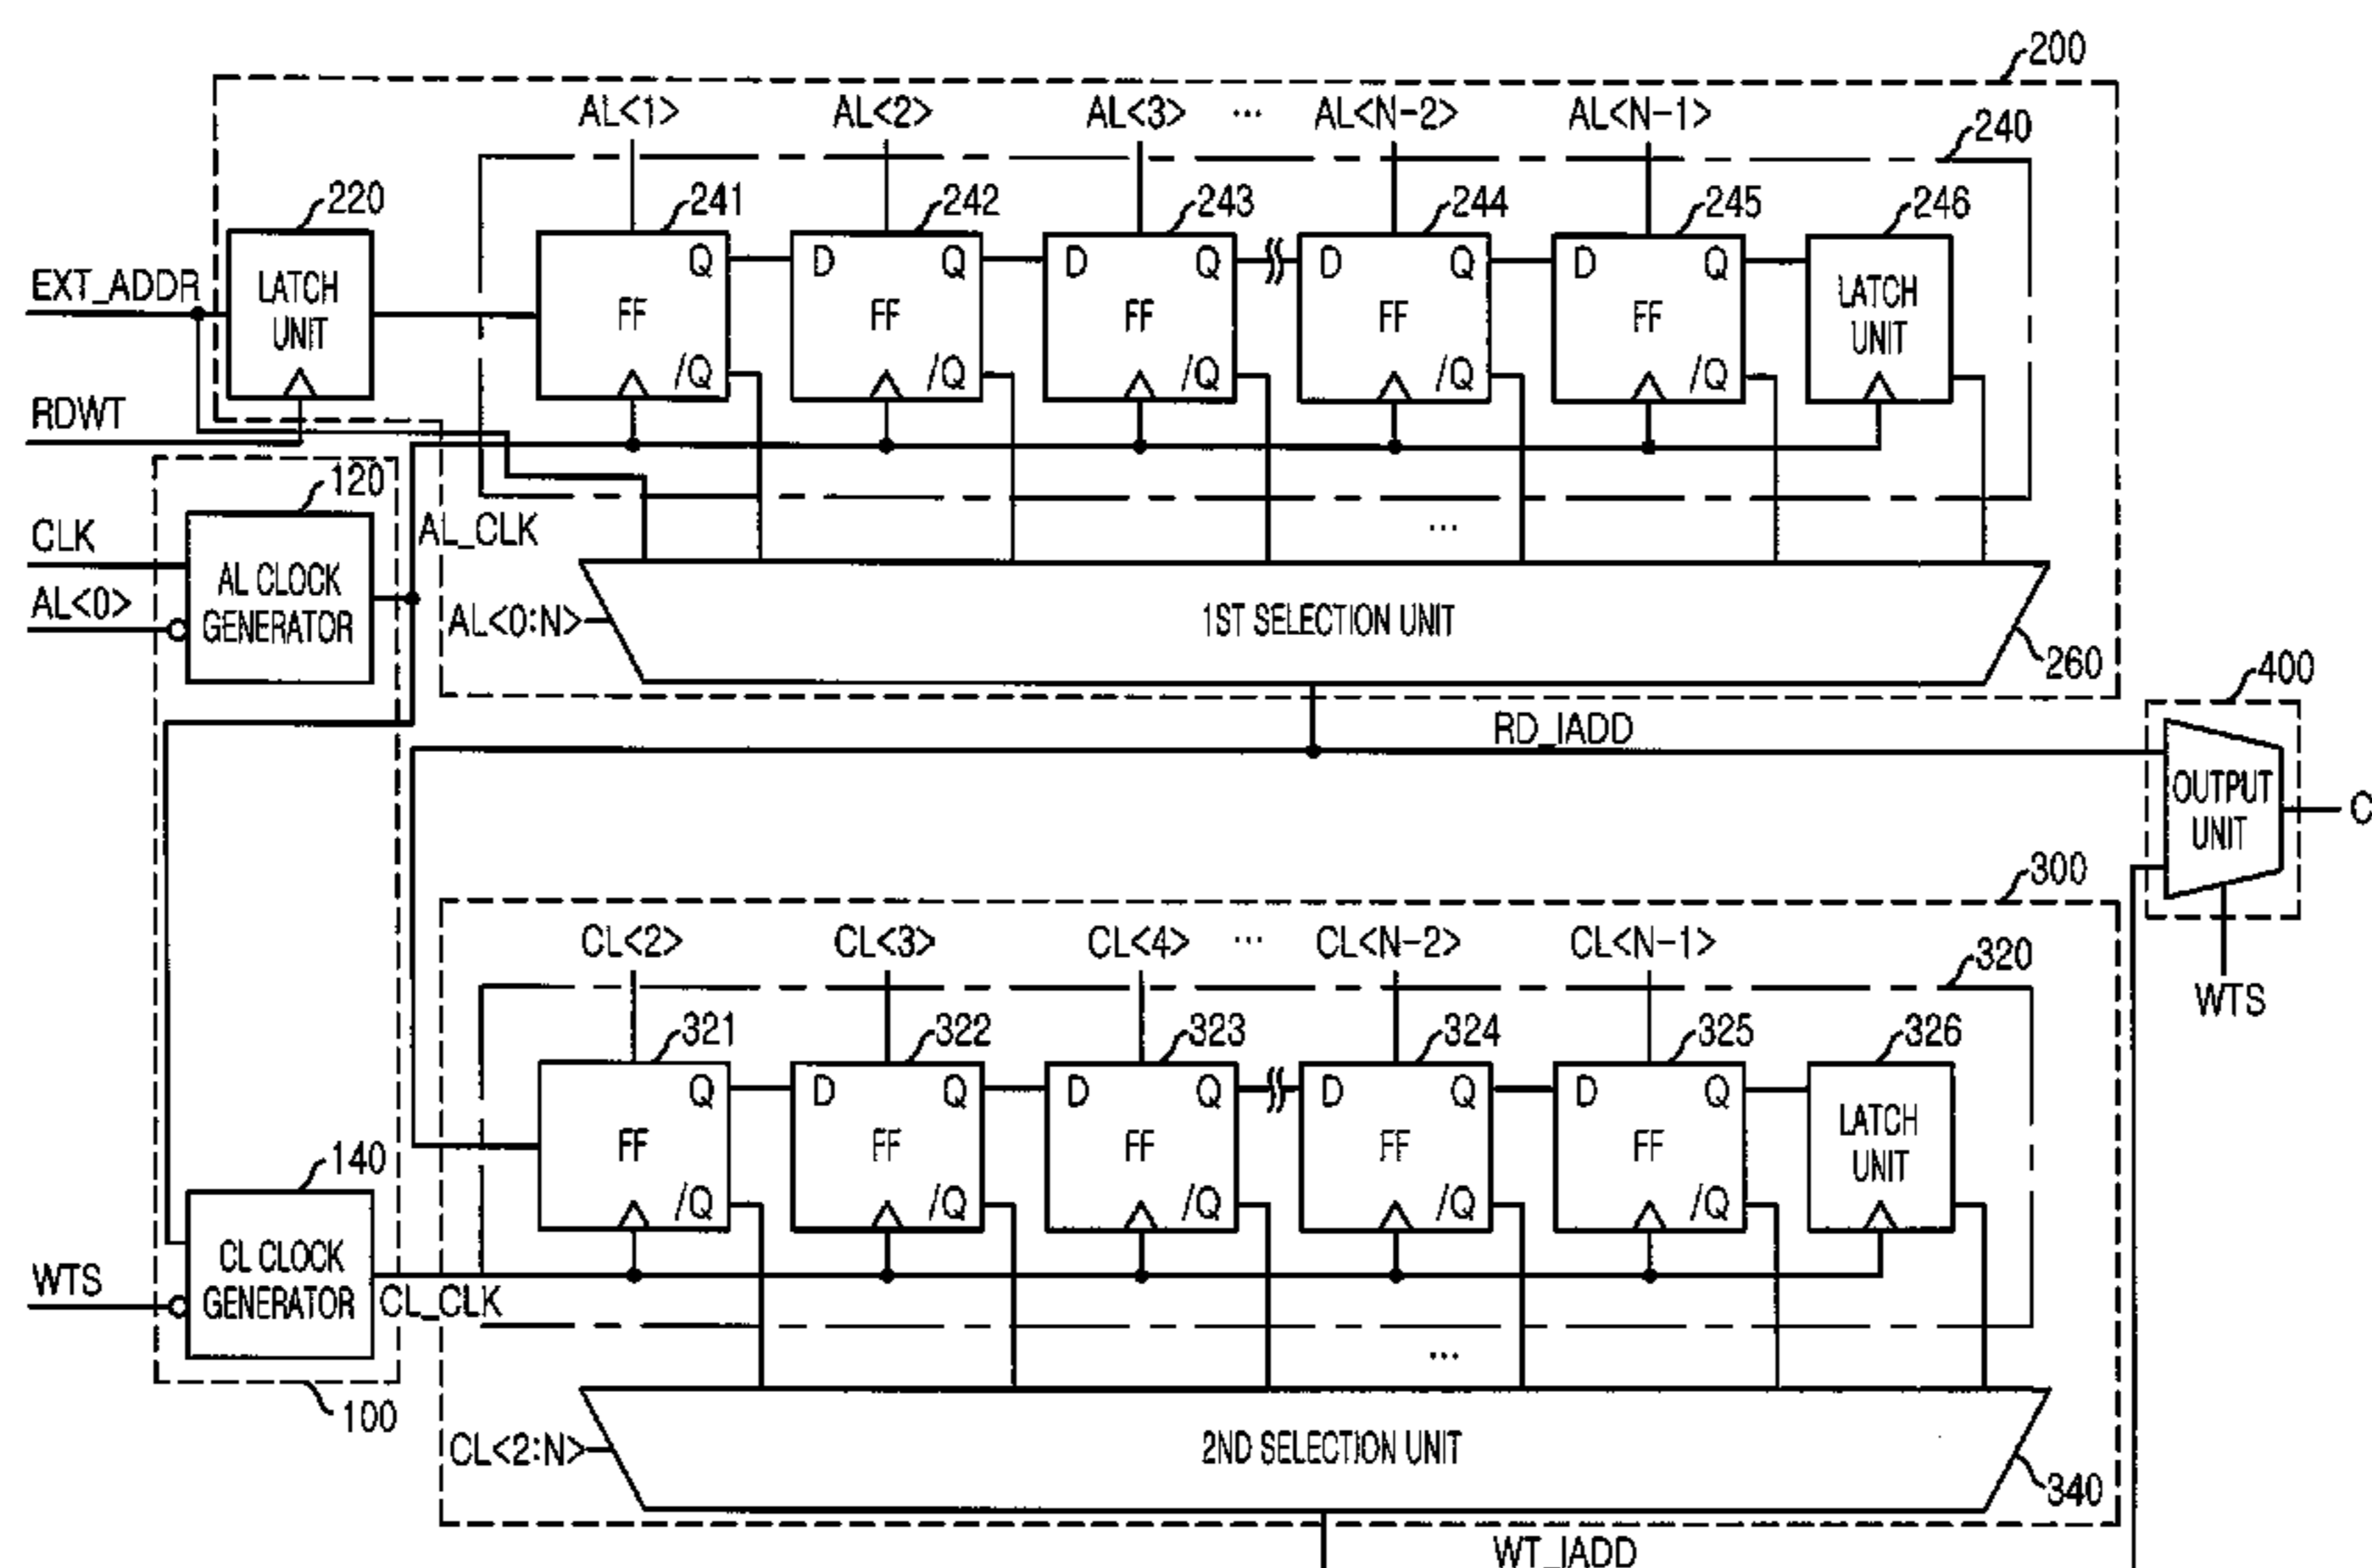 200
AL<1> AL<2> AL<3> ... AL<N-2> AL<N-1>
240
220 241 242 243 244 245 246
EXT_ADDR
LATCH UNIT
Q D Q D Q D Q D Q
FF FF FF FF FF
LATCH UNIT
/Q /Q /Q /Q /Q
RDWT
120
CLK
AL_CLK
...
AL<0>
AL CLOCK GENERATOR
AL<0:N>
1ST SELECTION UNIT
260
400
RD_IADD
OUTPUT UNIT
C
300
CL<2> CL<3> CL<4> ... CL<N-2> CL<N-1>
320
WTS
321 322 323 324 325 326
Q D Q D Q D Q D Q
FF FF FF FF FF
LATCH UNIT
140
/Q /Q /Q /Q /Q
WTS
CL CLOCK GENERATOR
CL_CLK
...
100
CL<2:N>
2ND SELECTION UNIT
340
WT_IADD